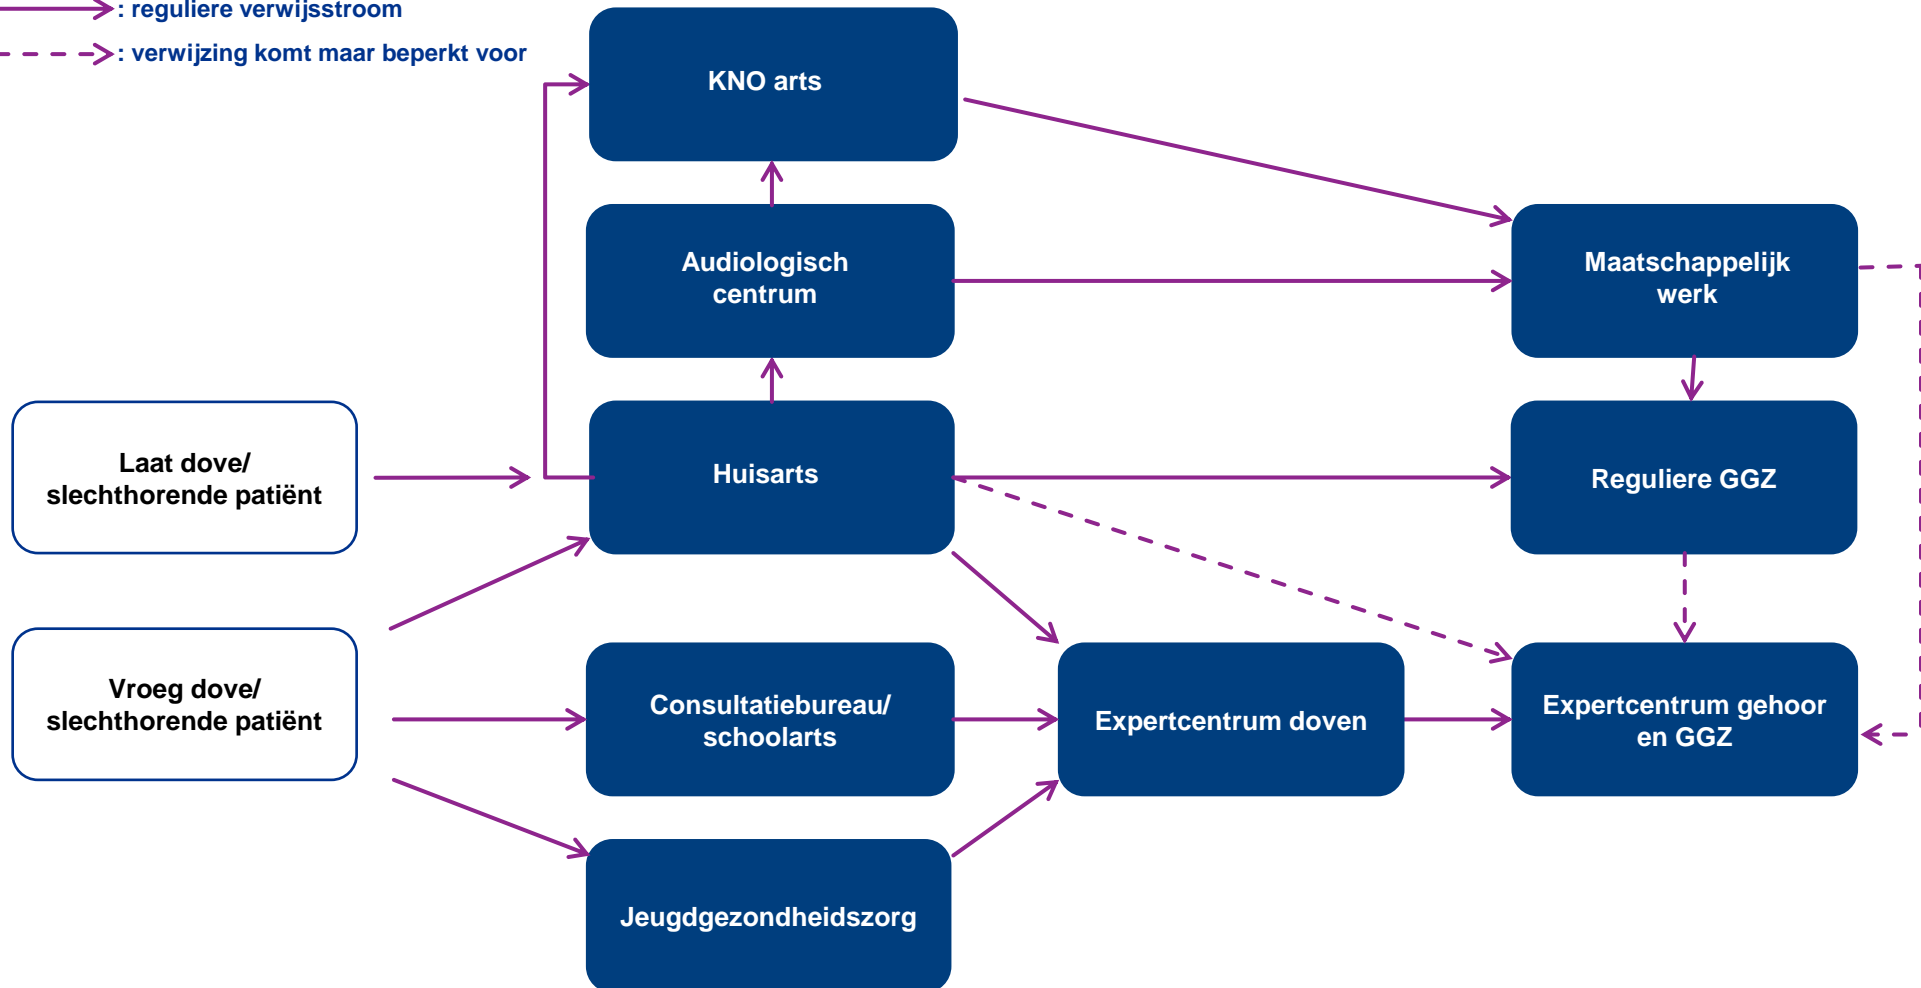 : reguliere verwijsstroom
: verwijzing komt maar beperkt voor
KNO arts
Audiologisch
centrum
Maatschappelijk
werk
Laat dove/
slechthorende patiënt
Huisarts
Reguliere GGZ
Vroeg dove/
slechthorende patiënt
Consultatiebureau/
schoolarts
Expertcentrum doven
Expertcentrum gehoor
en GGZ
Jeugdgezondheidszorg